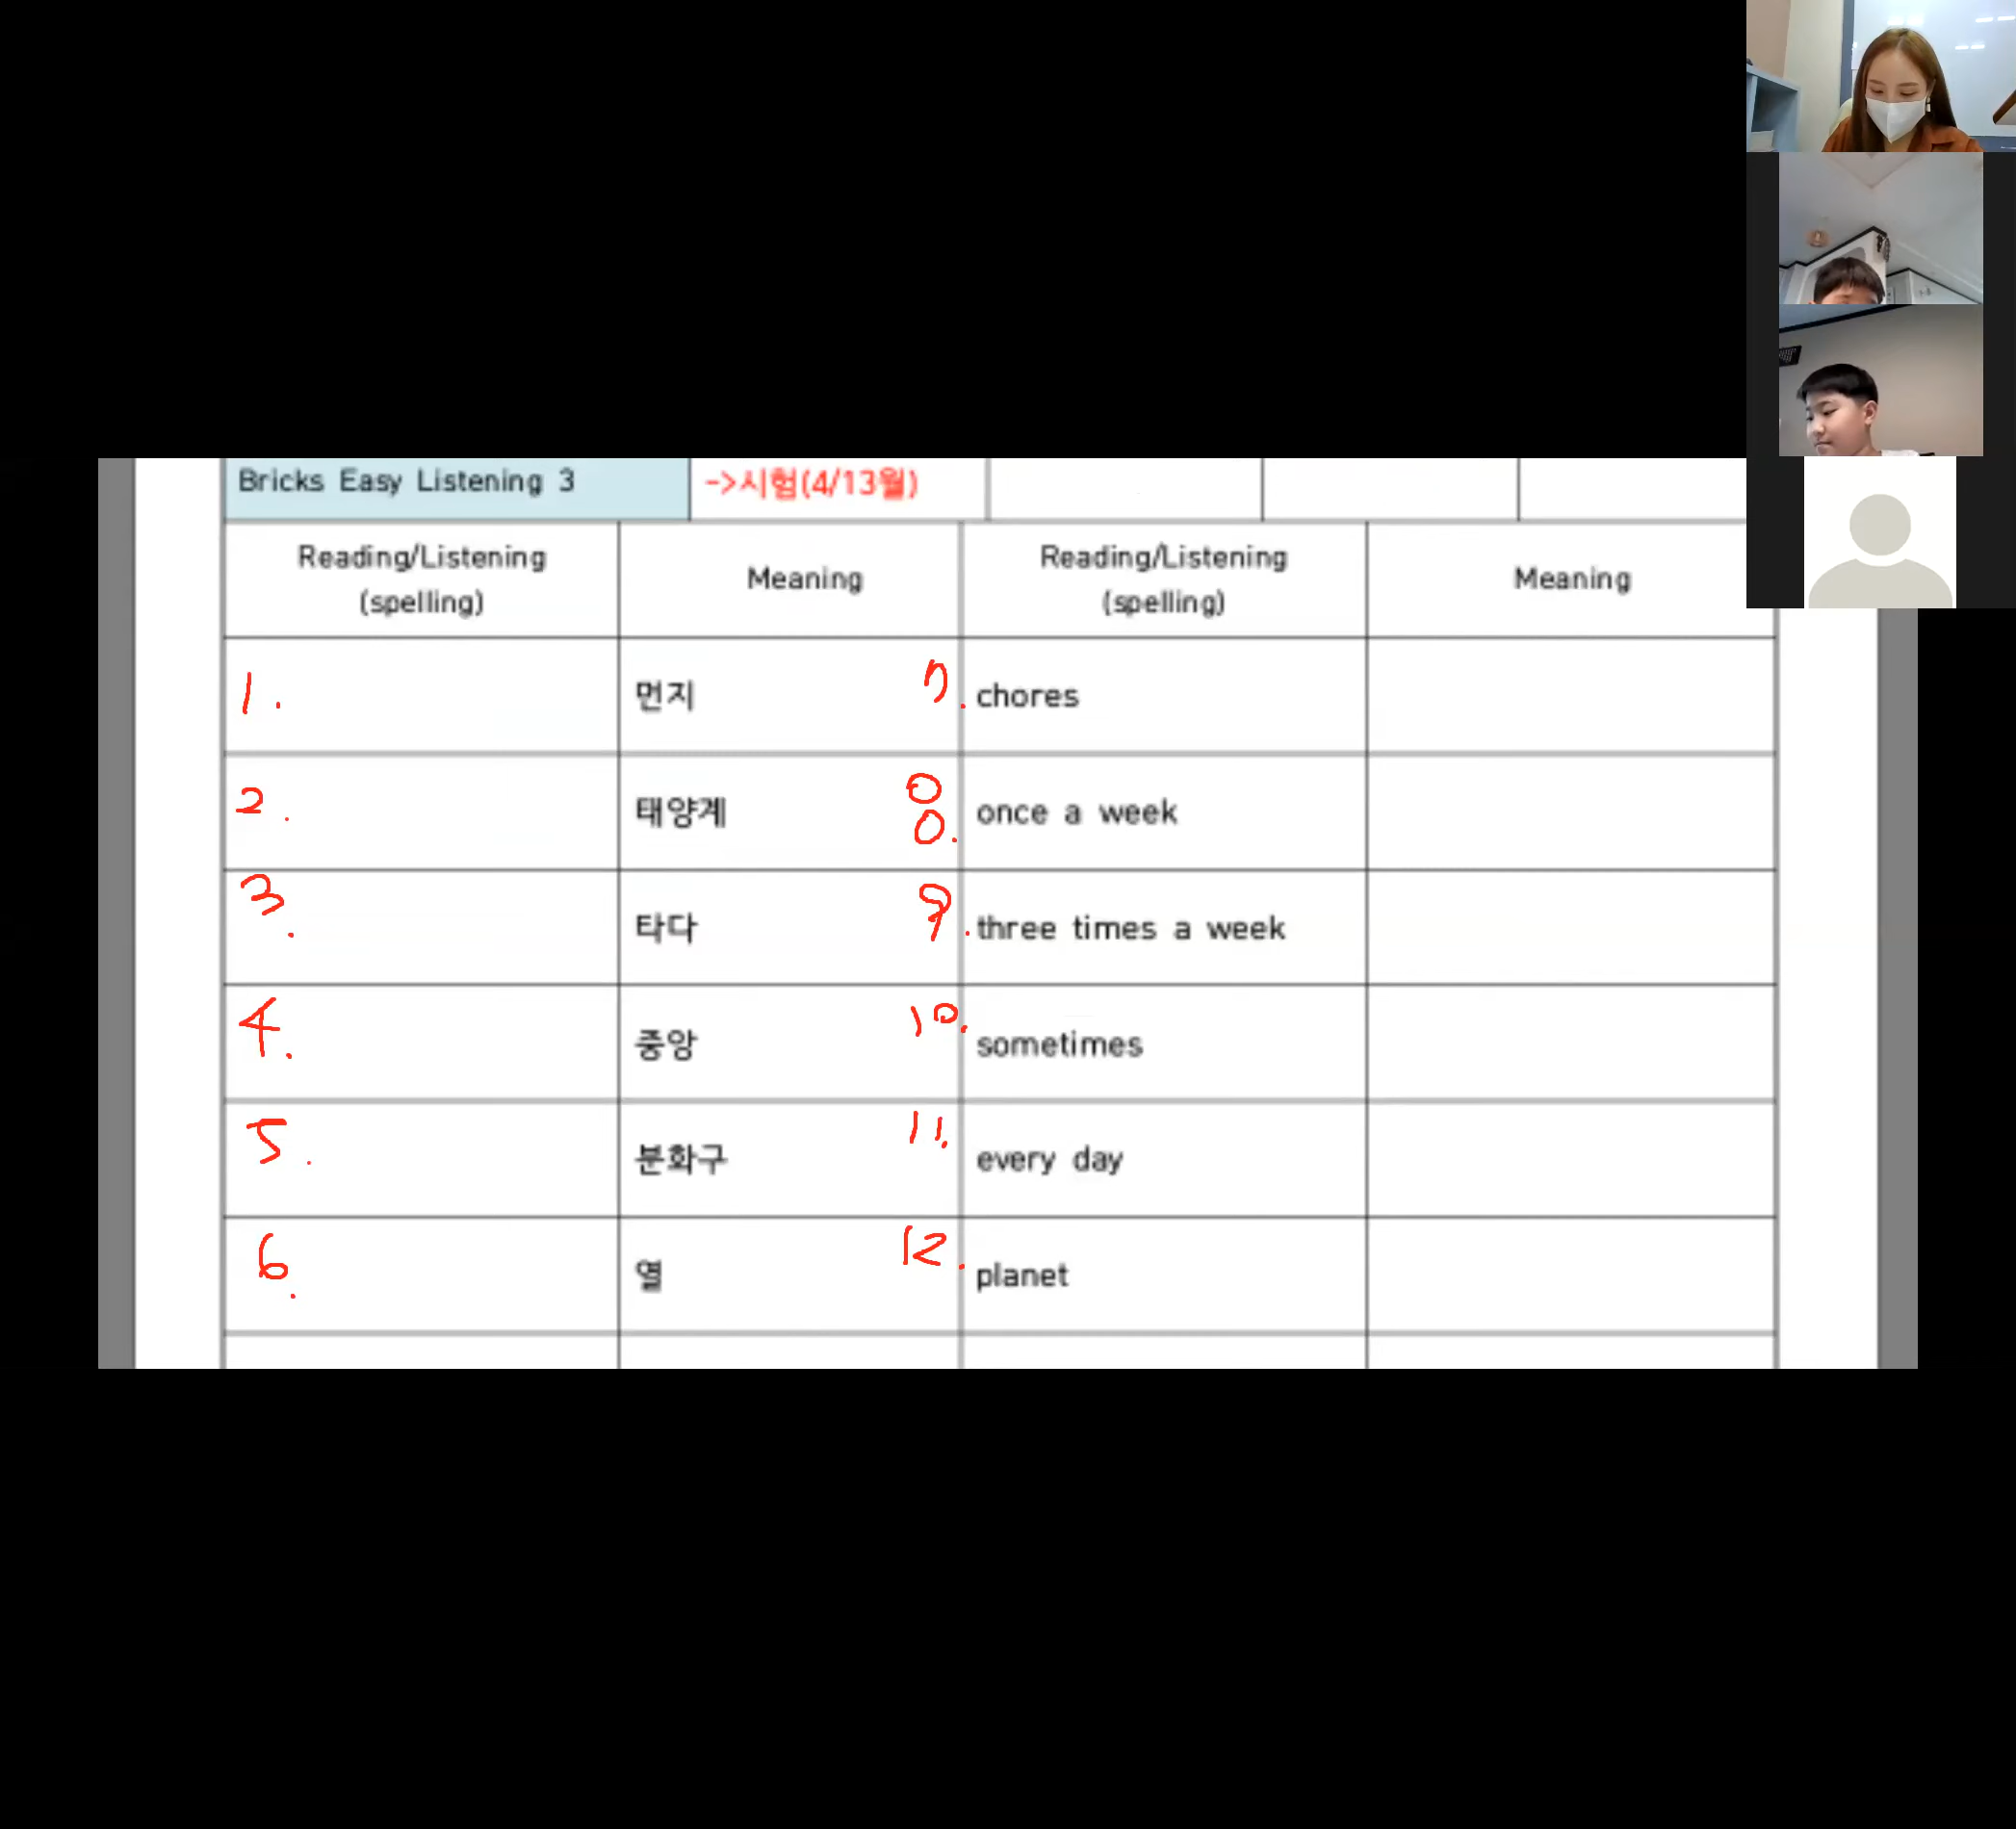 Bricks Easy Listening 3 ->시험(4/13월)
Reading/Listening (spelling) Meaning Reading/Listening (spelling) Meaning
1. 먼지 7. chores
2. 태양계 8. once a week
3. 타다 9. three times a week
4. 중앙 10. sometimes
5. 분화구 11. every day
6. 열 12. planet